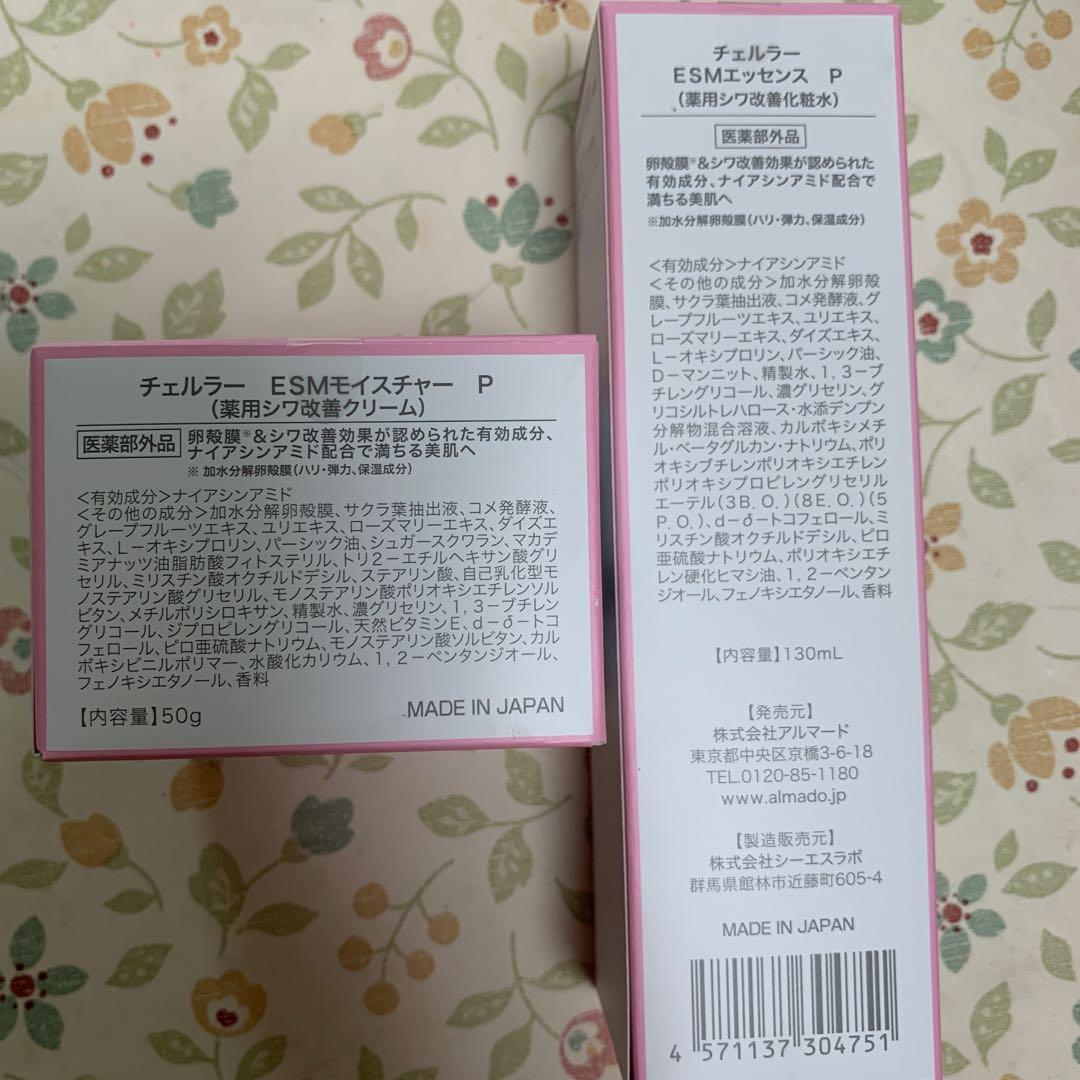 チェルラー ESMモイスチャー P
(薬用シワ改善クリーム)
医薬部外品
卵殻膜※&シワ改善効果が認められた有効成分、
ナイアシンアミド配合で満ちる美肌へ
※ 加水分解卵殻膜(ハリ・弾力、保湿成分)
<有効成分>ナイアシンアミド
<その他の成分>加水分解卵殻膜、サクラ葉抽出液、コメ発酵液、
グレープフルーツエキス、ユリエキス、ローズマリーエキス、ダイズエ
キス、L-オキシプロリン、パーシック油、シュガースクワラン、マカデ
ミアナッツ油脂肪酸フィトステリル、トリ2-エチルヘキサン酸グリ
セリル、ミリスチン酸オクチルドデシル、ステアリン酸、自己乳化型モ
ノステアリン酸グリセリル、モノステアリン酸ポリオキシエチレンソル
ビタン、メチルポリシロキサン、精製水、濃グリセリン、1,3-ブチレン
グリコール、ジプロピレングリコール、天然ビタミンE、d-δ-トコ
フェロール、ピロ亜硫酸ナトリウム、モノステアリン酸ソルビタン、カル
ボキシビニルポリマー、水酸化カリウム、1,2-ペンタンジオール、
フェノキシエタノール、香料
【内容量】50g
MADE IN JAPAN
チェルラー
ESMエッセンス P
(薬用シワ改善化粧水)
医薬部外品
卵殻膜※&シワ改善効果が認められた
有効成分、ナイアシンアミド配合で
満ちる美肌へ
※加水分解卵殻膜(ハリ・弾力、保湿成分)
<有効成分>ナイアシンアミド
<その他の成分>加水分解卵殻
膜、サクラ葉抽出液、コメ発酵液、グ
レープフルーツエキス、ユリエキス、
ローズマリーエキス、ダイズエキス、
L-オキシプロリン、パーシック油、
D-マンニット、精製水、1,3-ブ
チレングリコール、濃グリセリン、グ
リコシルトレハロース・水添デンプン
分解物混合溶液、カルボキシメチ
ル・ベータグルカン・ナトリウム、ポリ
オキシブチレンポリオキシエチレン
ポリオキシプロピレングリセリル
エーテル(3B.O.)(8E.O.)(5
P.O.)、d-δ-トコフェロール、ミ
リスチン酸オクチルドデシル、ピロ
亜硫酸ナトリウム、ポリオキシエチ
レン硬化ヒマシ油、1,2-ペンタン
ジオール、フェノキシエタノール、香料
【内容量】130mL
【発売元】
株式会社アルマード
東京都中央区京橋3-6-18
TEL.0120-85-1180
www.almado.jp
【製造販売元】
株式会社シーエスラボ
群馬県館林市近藤町605-4
MADE IN JAPAN
4 571137 304751